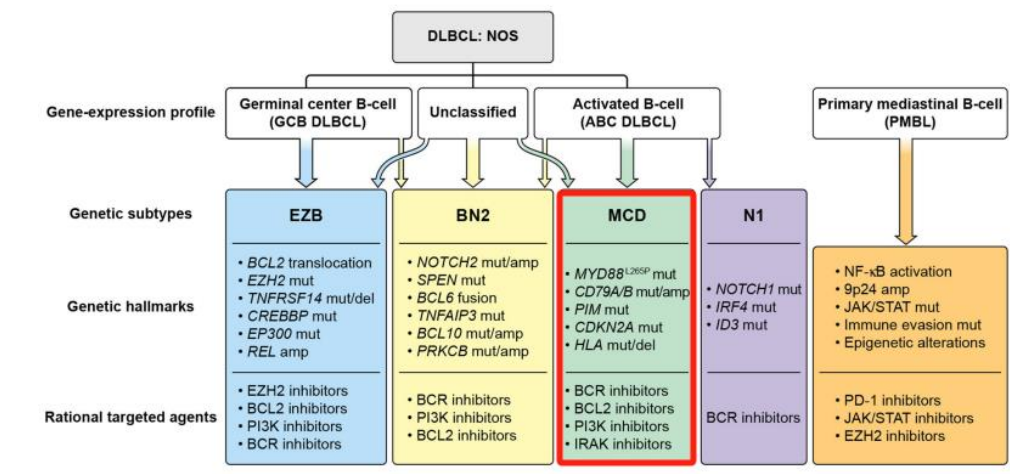 DLBCL: NOS
Gene-expression profile
Germinal center B-cell
(GCB DLBCL)
Unclassified
Activated B-cell
(ABC DLBCL)
Primary mediastinal B-cell
(PMBL)
Genetic subtypes
EZB
BN2
MCD
N1
Genetic hallmarks
• BCL2 translocation
• EZH2 mut
• TNFRSF14 mut/del
• CREBBP mut
• EP300 mut
• REL amp
• NOTCH2 mut/amp
• SPEN mut
• BCL6 fusion
• TNFAIP3 mut
• BCL10 mut/amp
• PRKCB mut/amp
• MYD88 L265P mut
• CD79A/B mut/amp
• PIM mut
• CDKN2A mut
• HLA mut/del
• NOTCH1 mut
• IRF4 mut
• ID3 mut
• NF-κB activation
• 9p24 amp
• JAK/STAT mut
• Immune evasion mut
• Epigenetic alterations
Rational targeted agents
• EZH2 inhibitors
• BCL2 inhibitors
• PI3K inhibitors
• BCR inhibitors
• BCR inhibitors
• PI3K inhibitors
• BCL2 inhibitors
• BCR inhibitors
• BCL2 inhibitors
• PI3K inhibitors
• IRAK inhibitors
BCR inhibitors
• PD-1 inhibitors
• JAK/STAT inhibitors
• EZH2 inhibitors